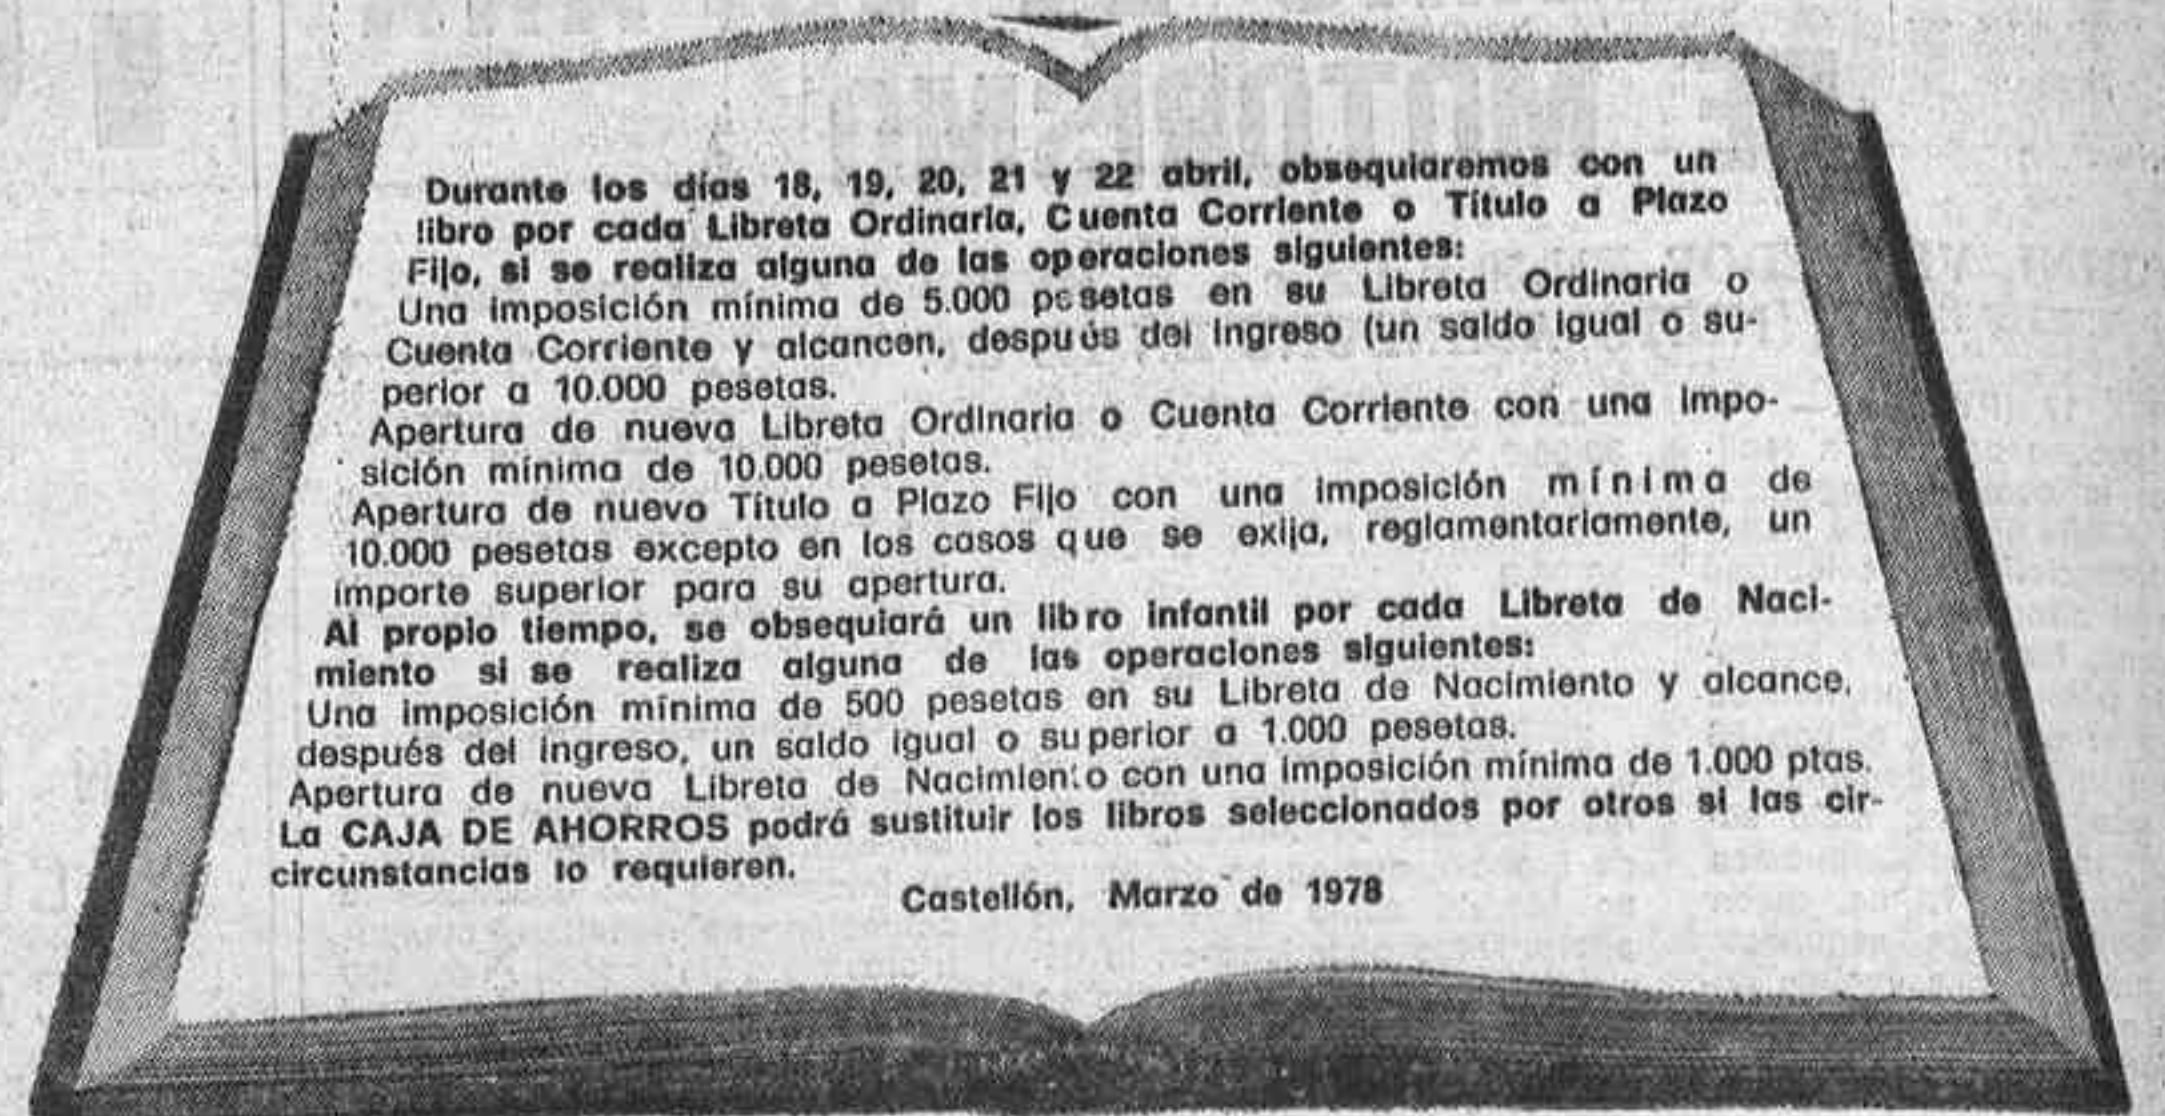 Durante los días 18, 19, 20, 21 y 22 abril, obsequiaremos con un
libro por cada Libreta Ordinaria, Cuenta Corriente o Título a Plazo
Fijo, si se realiza alguna de las operaciones siguientes:
Una imposición mínima de 5.000 pesetas en su Libreta Ordinaria o
Cuenta Corriente y alcancen, después del ingreso (un saldo igual o su-
perior a 10.000 pesetas.
Apertura de nueva Libreta Ordinaria o Cuenta Corriente con una impo-
sición mínima de 10.000 pesetas.
Apertura de nuevo Título a Plazo Fijo con una imposición mínima de
10.000 pesetas excepto en los casos que se exija, reglamentariamente, un
importe superior para su apertura.
Al propio tiempo, se obsequiará un libro infantil por cada Libreta de Naci-
miento si se realiza alguna de las operaciones siguientes:
Una imposición mínima de 500 pesetas en su Libreta de Nacimiento y alcance,
después del ingreso, un saldo igual o superior a 1.000 pesetas.
Apertura de nueva Libreta de Nacimiento con una imposición mínima de 1.000 ptas.
La CAJA DE AHORROS podrá sustituir los libros seleccionados por otros si las cir-
circunstancias lo requieren.
Castellón, Marzo de 1978